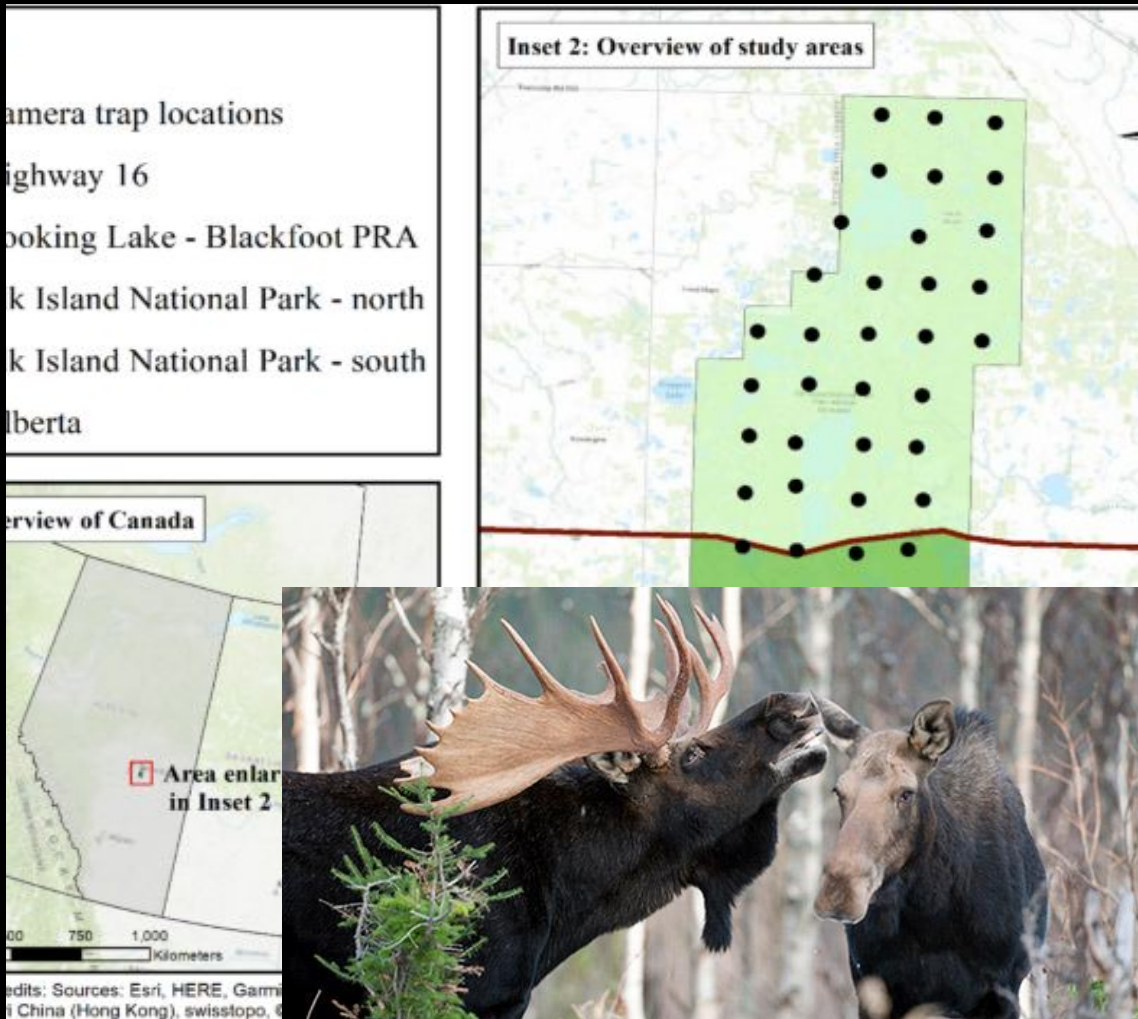 amera trap locations
ighway 16
ooking Lake - Blackfoot PRA
k Island National Park - north
k Island National Park - south
lberta
Inset 2: Overview of study areas
erview of Canada
Area enlar
in Inset 2
750 1,000
Kilometers
edits: Sources: Esri, HERE, Garmi
i China (Hong Kong), swisstopo,